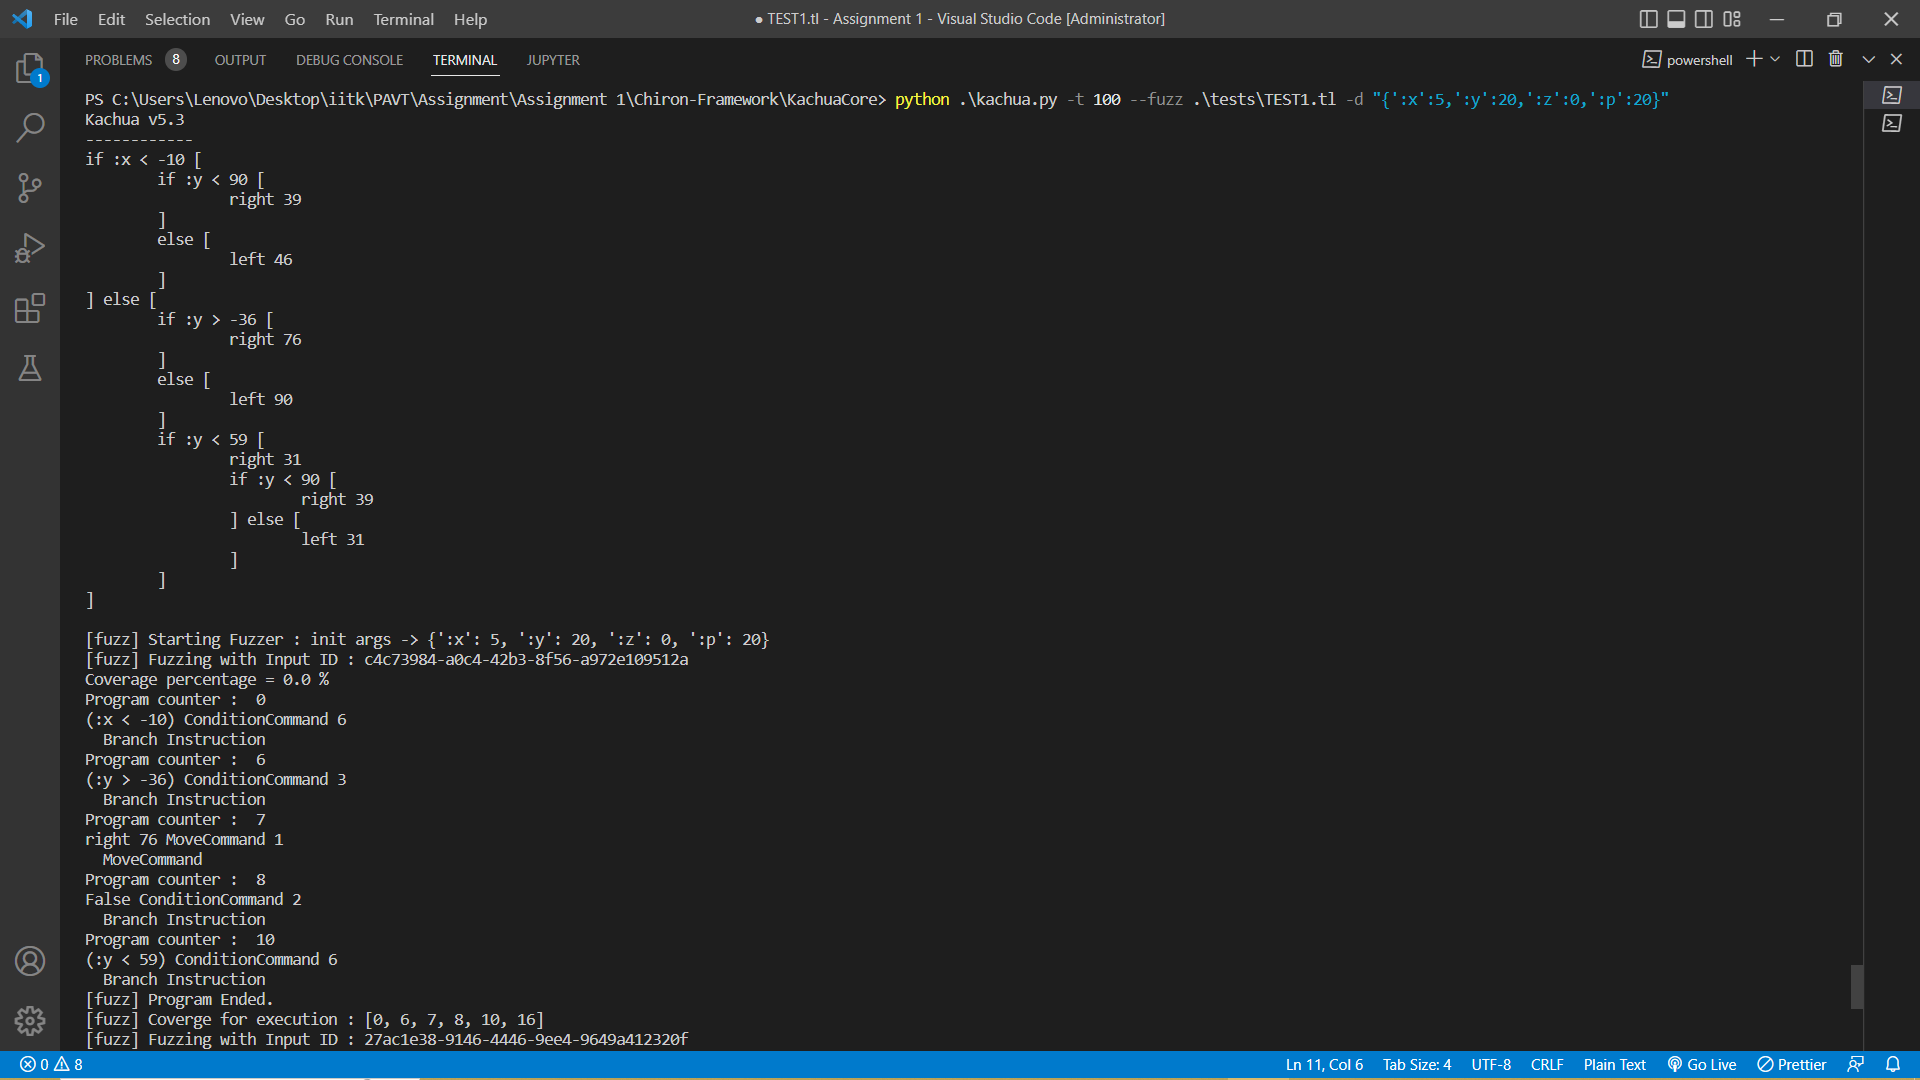 File Edit Selection View Go Run Terminal Help
● TEST1.tl - Assignment 1 - Visual Studio Code [Administrator]
PROBLEMS 8 OUTPUT DEBUG CONSOLE TERMINAL JUPYTER
powershell
1
PS C:\Users\Lenovo\Desktop\iitk\PAVT\Assignment\Assignment 1\Chiron-Framework\KachuaCore> python .\kachua.py -t 100 --fuzz .\tests\TEST1.tl -d "{':x':5,':y':20,':z':0,':p':20}"
Kachua v5.3
------------
if :x < -10 [
if :y < 90 [
right 39
]
else [
left 46
]
] else [
if :y > -36 [
right 76
]
else [
left 90
]
if :y < 59 [
right 31
if :y < 90 [
right 39
] else [
left 31
]
]
]
[fuzz] Starting Fuzzer : init args -> {':x': 5, ':y': 20, ':z': 0, ':p': 20}
[fuzz] Fuzzing with Input ID : c4c73984-a0c4-42b3-8f56-a972e109512a
Coverage percentage = 0.0 %
Program counter :  0
(:x < -10) ConditionCommand 6
Branch Instruction
Program counter :  6
(:y > -36) ConditionCommand 3
Branch Instruction
Program counter :  7
right 76 MoveCommand 1
MoveCommand
Program counter :  8
False ConditionCommand 2
Branch Instruction
Program counter :  10
(:y < 59) ConditionCommand 6
Branch Instruction
[fuzz] Program Ended.
[fuzz] Coverge for execution : [0, 6, 7, 8, 10, 16]
[fuzz] Fuzzing with Input ID : 27ac1e38-9146-4446-9ee4-9649a412320f
0 8 Ln 11, Col 6 Tab Size: 4 UTF-8 CRLF Plain Text Go Live Prettier